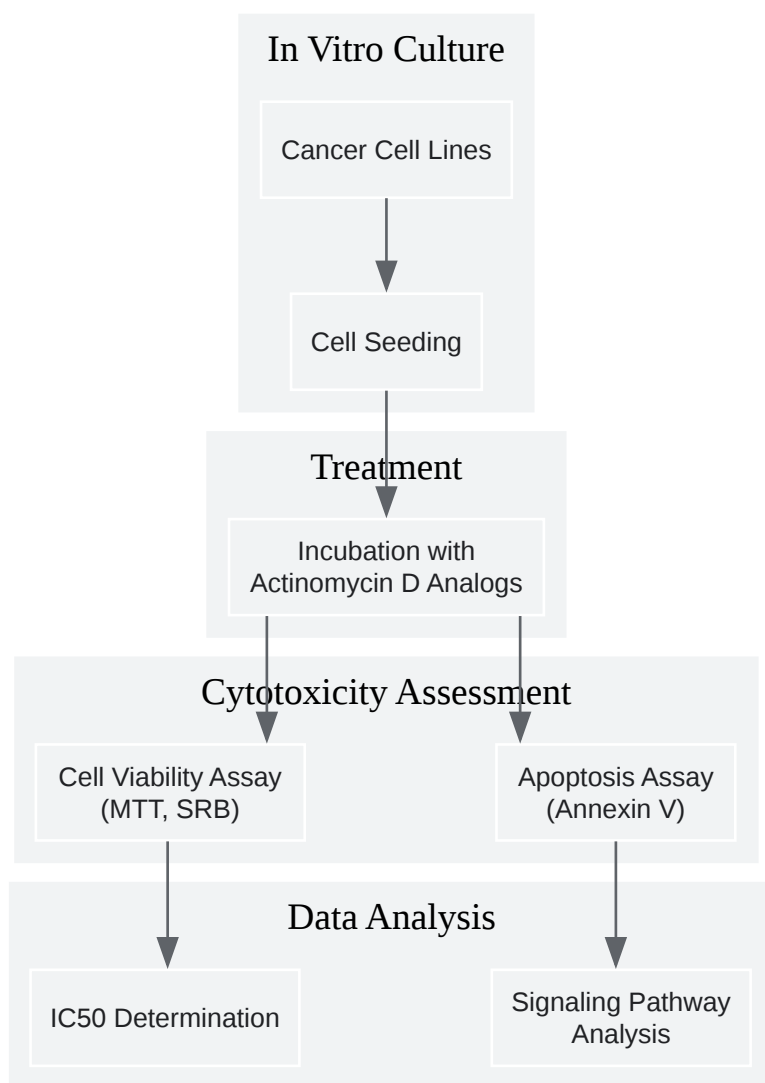 In Vitro Culture
Cancer Cell Lines
Cell Seeding
Treatment
Incubation with
Actinomycin D Analogs
Cytotoxicity Assessment
Cell Viability Assay
(MTT, SRB)
Apoptosis Assay
(Annexin V)
Data Analysis
IC50 Determination
Signaling Pathway
Analysis